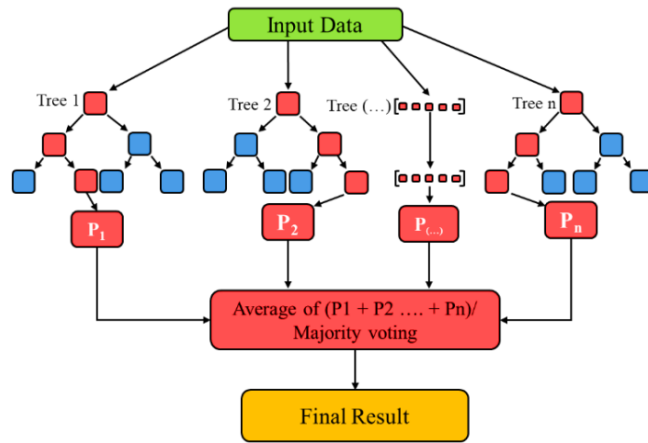 Input Data
Tree 1
Tree 2
Tree (...)
Tree n
P1
P2
P(...)
Pn
Average of (P1 + P2 .... + Pn)/
Majority voting
Final Result